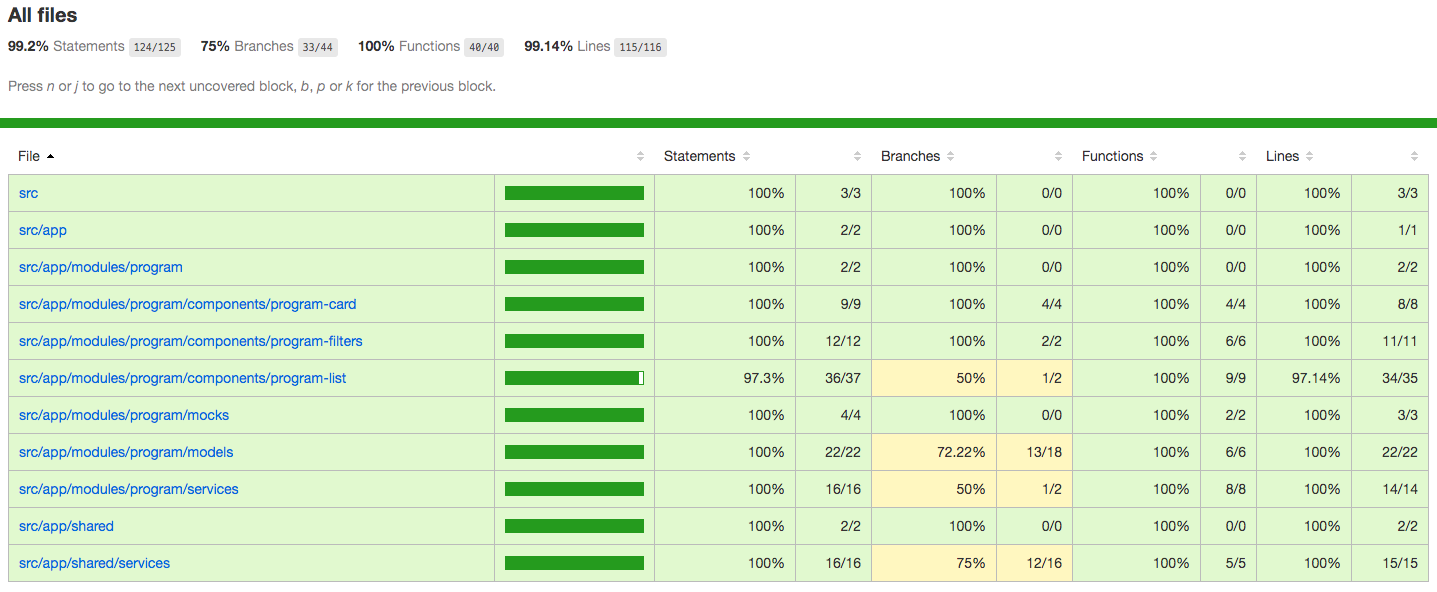 All files
99.2% Statements 124/125 75% Branches 33/44 100% Functions 40/40 99.14% Lines 115/116
Press n or j to go to the next uncovered block, b, p or k for the previous block.
File Statements Branches Functions Lines
src 100% 3/3 100% 0/0 100% 0/0 100% 3/3
src/app 100% 2/2 100% 0/0 100% 0/0 100% 1/1
src/app/modules/program 100% 2/2 100% 0/0 100% 0/0 100% 2/2
src/app/modules/program/components/program-card 100% 9/9 100% 4/4 100% 4/4 100% 8/8
src/app/modules/program/components/program-filters 100% 12/12 100% 2/2 100% 6/6 100% 11/11
src/app/modules/program/components/program-list 97.3% 36/37 50% 1/2 100% 9/9 97.14% 34/35
src/app/modules/program/mocks 100% 4/4 100% 0/0 100% 2/2 100% 3/3
src/app/modules/program/models 100% 22/22 72.22% 13/18 100% 6/6 100% 22/22
src/app/modules/program/services 100% 16/16 50% 1/2 100% 8/8 100% 14/14
src/app/shared 100% 2/2 100% 0/0 100% 0/0 100% 2/2
src/app/shared/services 100% 16/16 75% 12/16 100% 5/5 100% 15/15